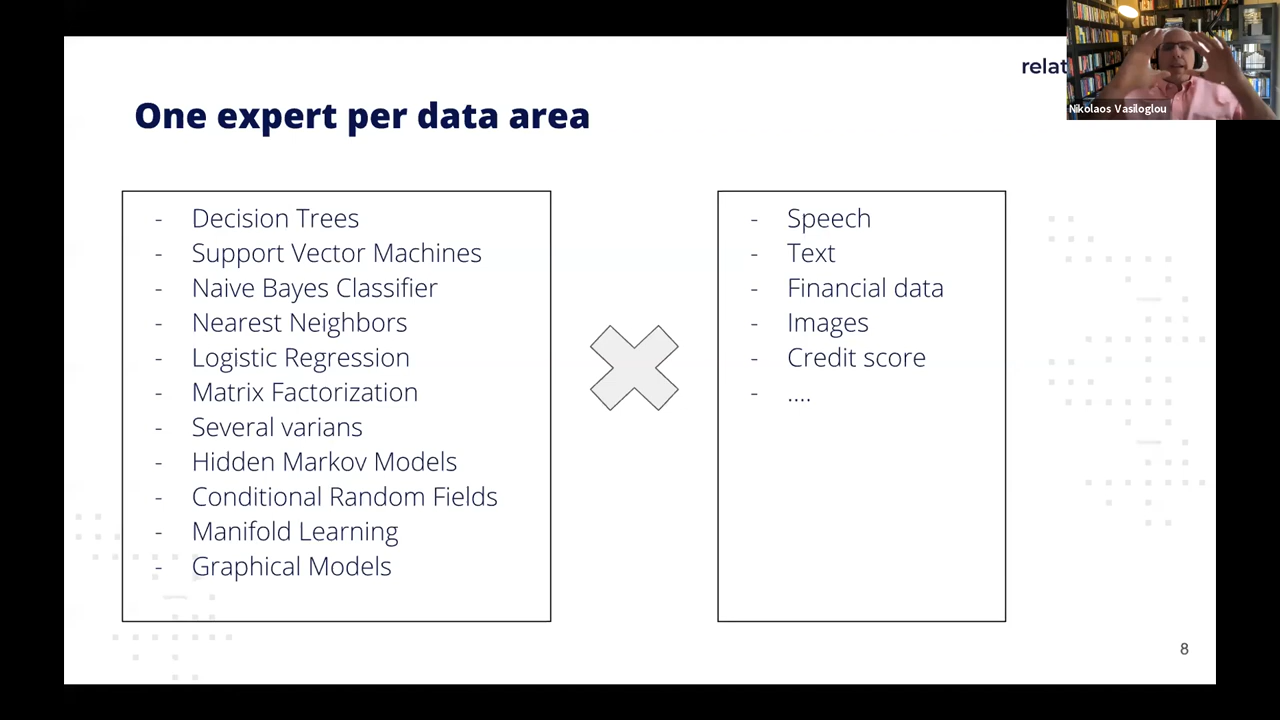 relat
Nikolaos Vasiloglou
One expert per data area
- Decision Trees
- Support Vector Machines
- Naive Bayes Classifier
- Nearest Neighbors
- Logistic Regression
- Matrix Factorization
- Several varians
- Hidden Markov Models
- Conditional Random Fields
- Manifold Learning
- Graphical Models
- Speech
- Text
- Financial data
- Images
- Credit score
- ....
8